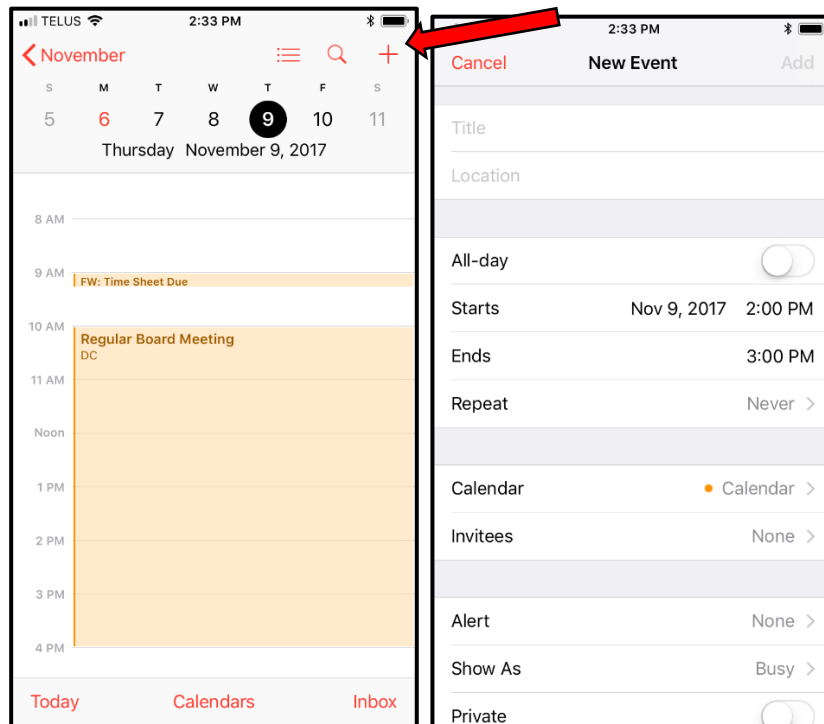 TELUS 2:33 PM
November
S M T W T F S
5 6 7 8 9 10 11
Thursday November 9, 2017
8 AM
9 AM
FW: Time Sheet Due
10 AM
Regular Board Meeting
DC
11 AM
Noon
1 PM
2 PM
3 PM
4 PM
Today Calendars Inbox
2:33 PM
Cancel New Event Add
Title
Location
All-day
Starts Nov 9, 2017 2:00 PM
Ends 3:00 PM
Repeat Never
Calendar Calendar
Invitees None
Alert None
Show As Busy
Private